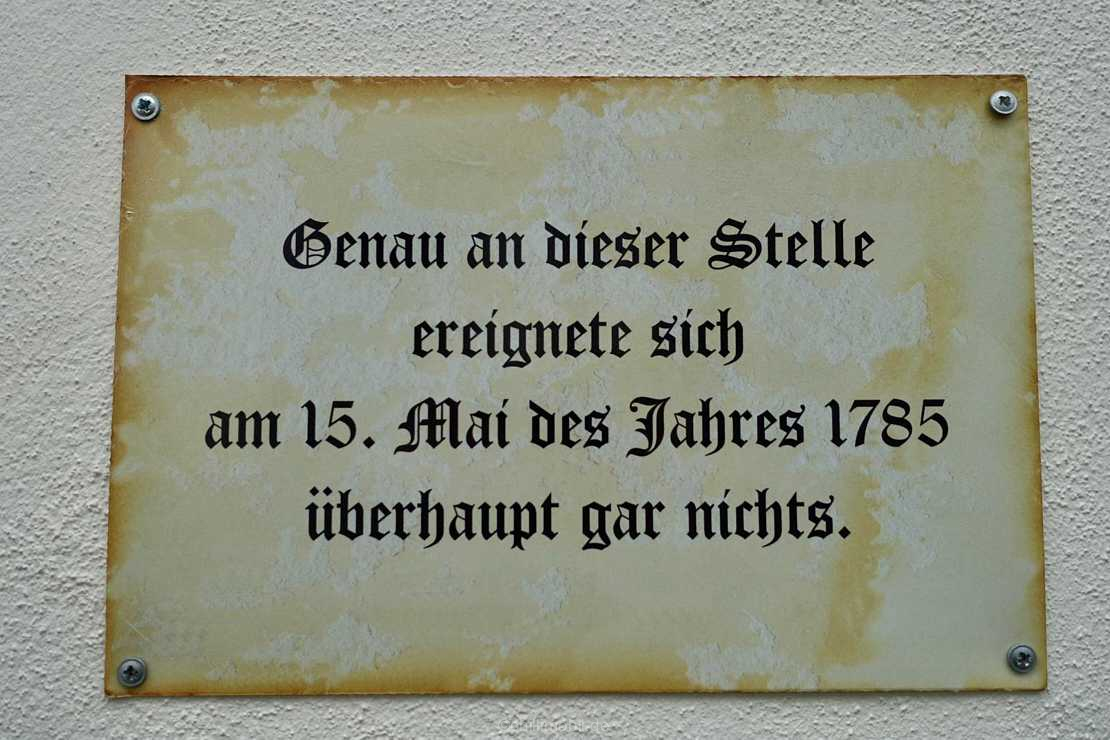 Genau an dieser Stelle
ereignete sich
am 15. Mai des Jahres 1785
überhaupt gar nichts.